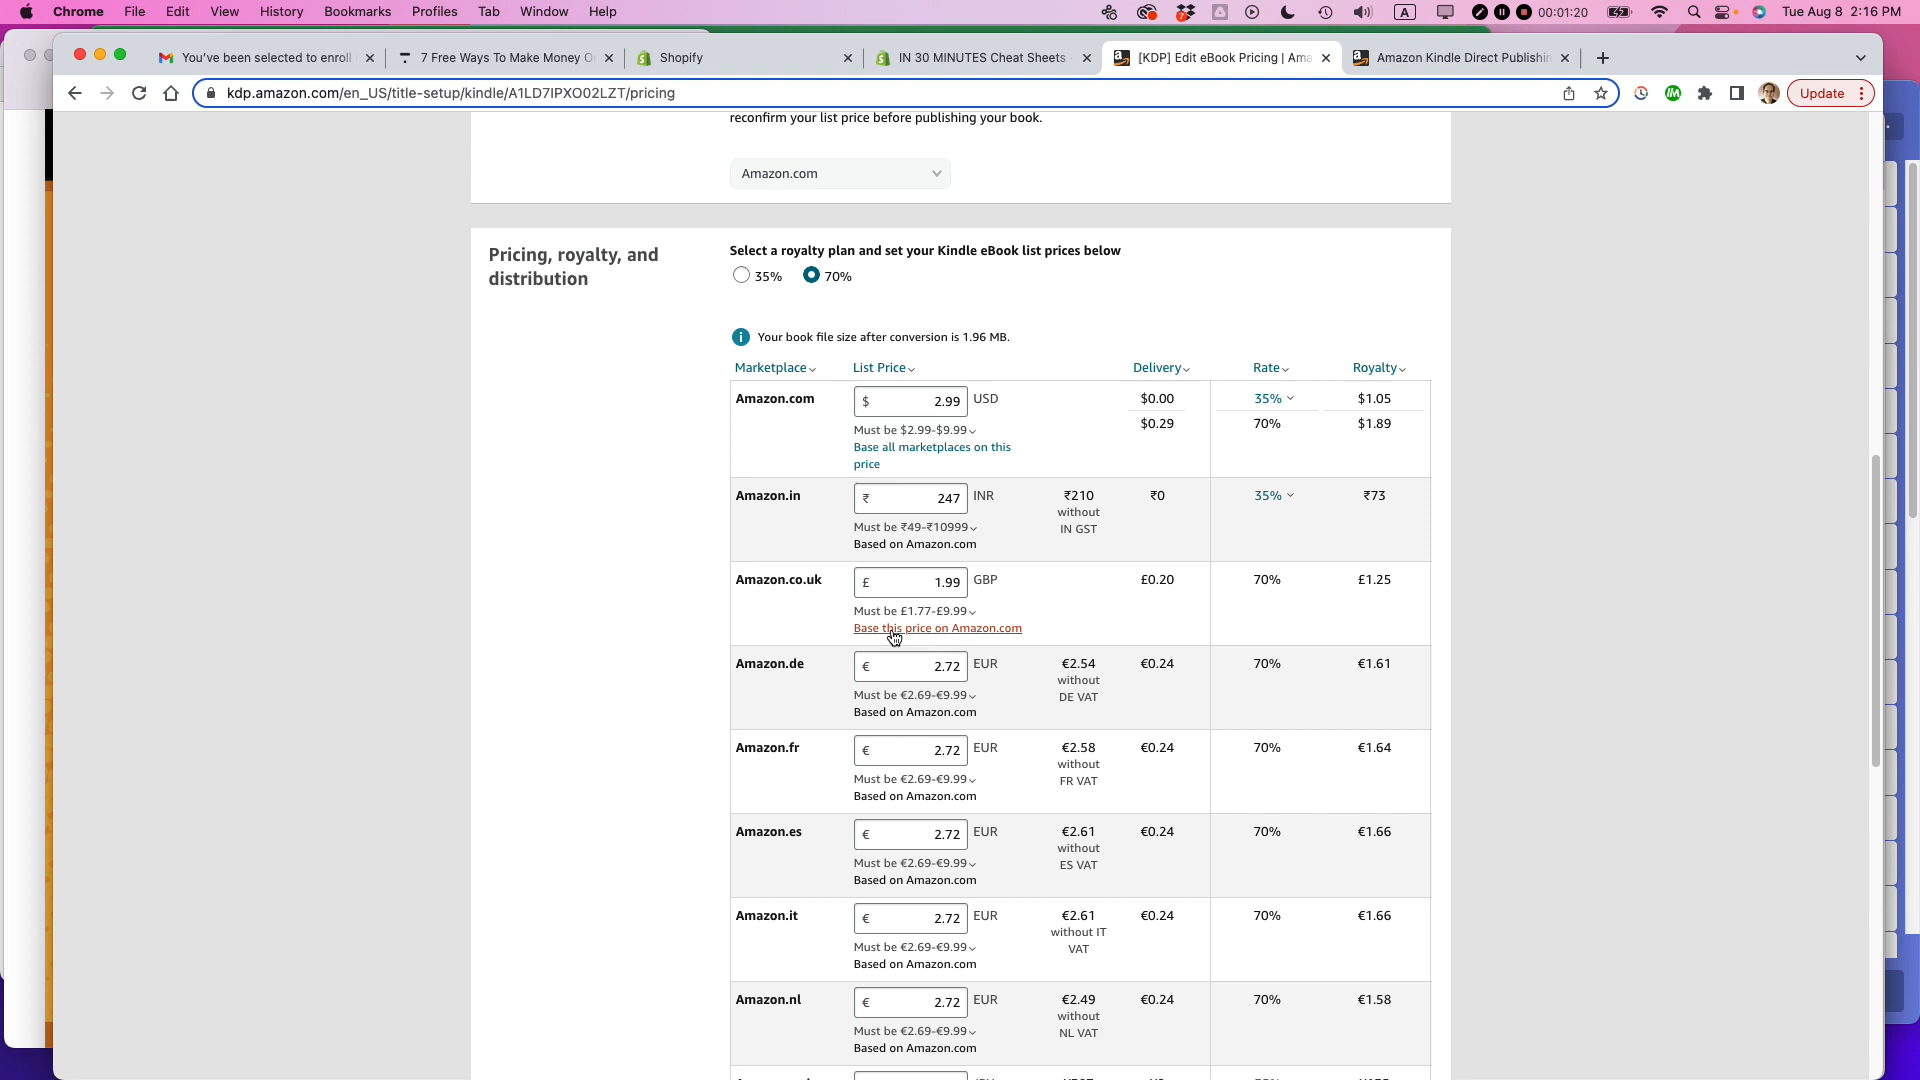 Chrome File Edit View History Bookmarks Profiles Tab Window Help A 00:01:20 Tue Aug 8 2:16 PM
You've been selected to enroll 7 Free Ways To Make Money O Shopify IN 30 MINUTES Cheat Sheets [KDP] Edit eBook Pricing | Ama Amazon Kindle Direct Publishin
kdp.amazon.com/en_US/title-setup/kindle/A1LD7IPXO02LZT/pricing Update
reconfirm your list price before publishing your book.
Amazon.com
Pricing, royalty, and
distribution
Select a royalty plan and set your Kindle eBook list prices below
35% 70%
Your book file size after conversion is 1.96 MB.
Marketplace List Price Delivery Rate Royalty
Amazon.com $ 2.99 USD $0.00 35% $1.05
$0.29 70% $1.89
Must be $2.99-$9.99
Base all marketplaces on this
price
Amazon.in ₹ 247 INR ₹210 ₹0 35% ₹73
without
IN GST
Must be ₹49-₹10999
Based on Amazon.com
Amazon.co.uk £ 1.99 GBP £0.20 70% £1.25
Must be £1.77-£9.99
Base this price on Amazon.com
Amazon.de € 2.72 EUR €2.54 €0.24 70% €1.61
without
DE VAT
Must be €2.69-€9.99
Based on Amazon.com
Amazon.fr € 2.72 EUR €2.58 €0.24 70% €1.64
without
FR VAT
Must be €2.69-€9.99
Based on Amazon.com
Amazon.es € 2.72 EUR €2.61 €0.24 70% €1.66
without
ES VAT
Must be €2.69-€9.99
Based on Amazon.com
Amazon.it € 2.72 EUR €2.61 €0.24 70% €1.66
without IT
VAT
Must be €2.69-€9.99
Based on Amazon.com
Amazon.nl € 2.72 EUR €2.49 €0.24 70% €1.58
without
NL VAT
Must be €2.69-€9.99
Based on Amazon.com